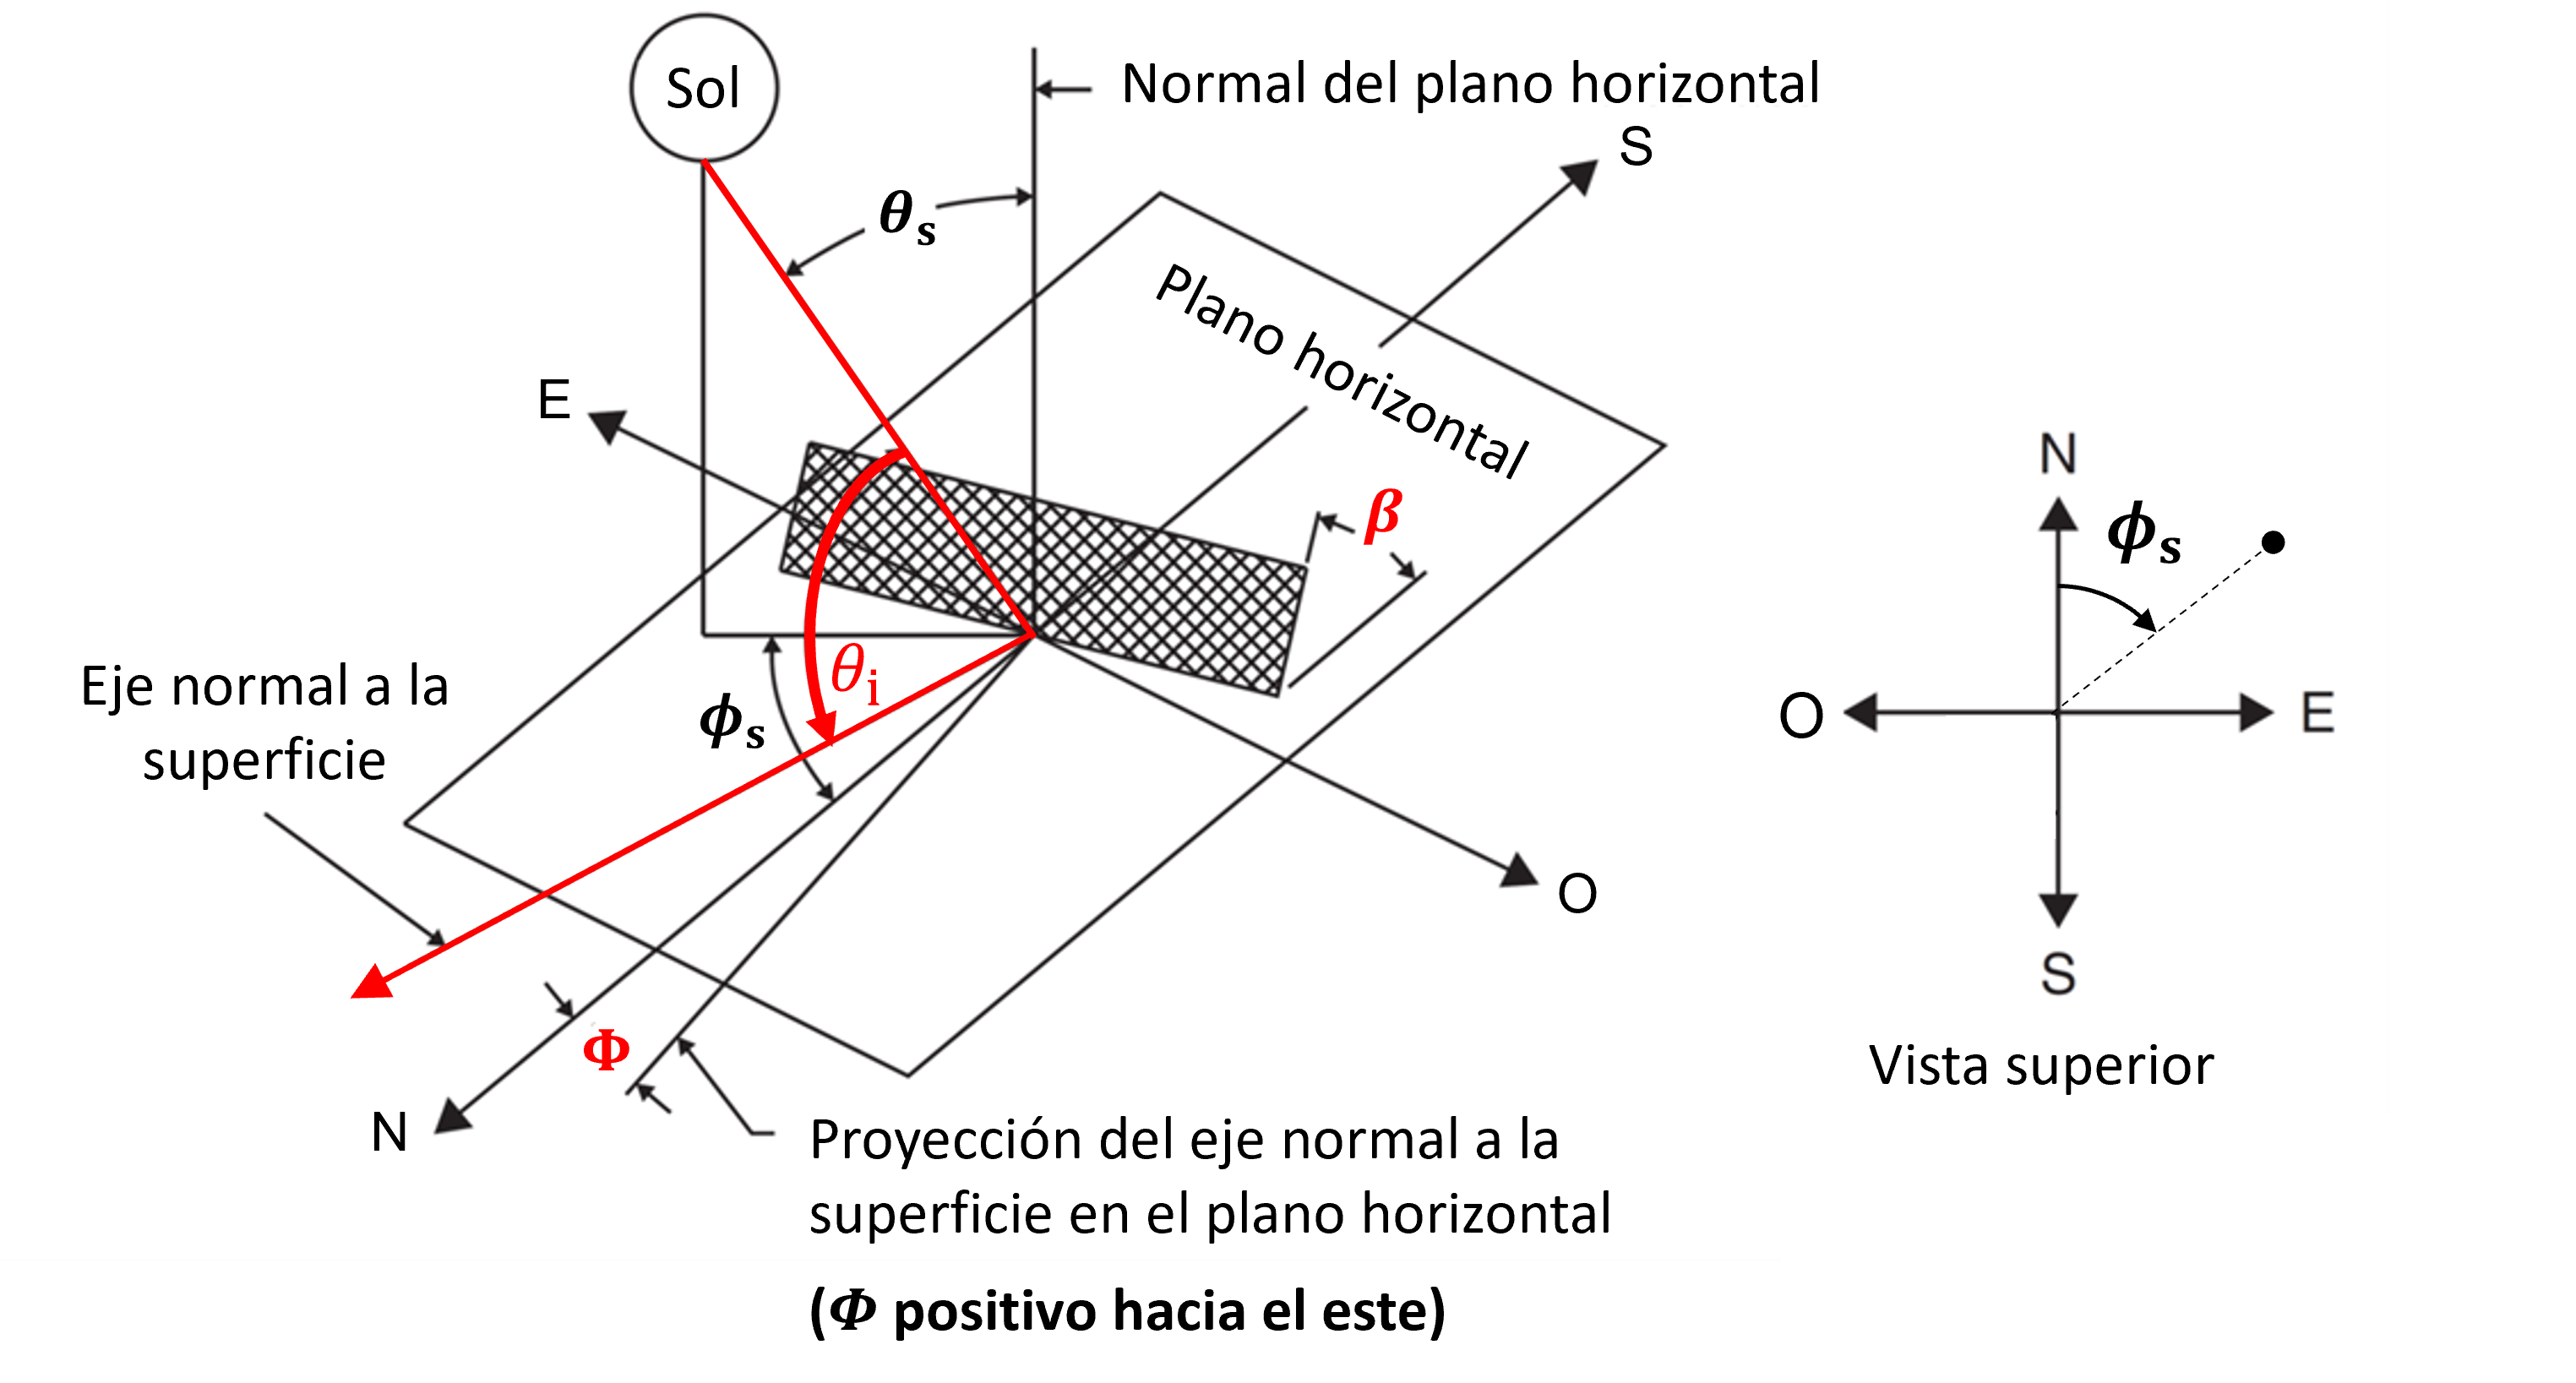 Sol
Normal del plano horizontal
S
θs
Plano horizontal
E
β
N
ϕs
θi
Eje normal a la
superficie
ϕs
O
E
O
S
Φ
N
Vista superior
Proyección del eje normal a la
superficie en el plano horizontal
(Φ positivo hacia el este)